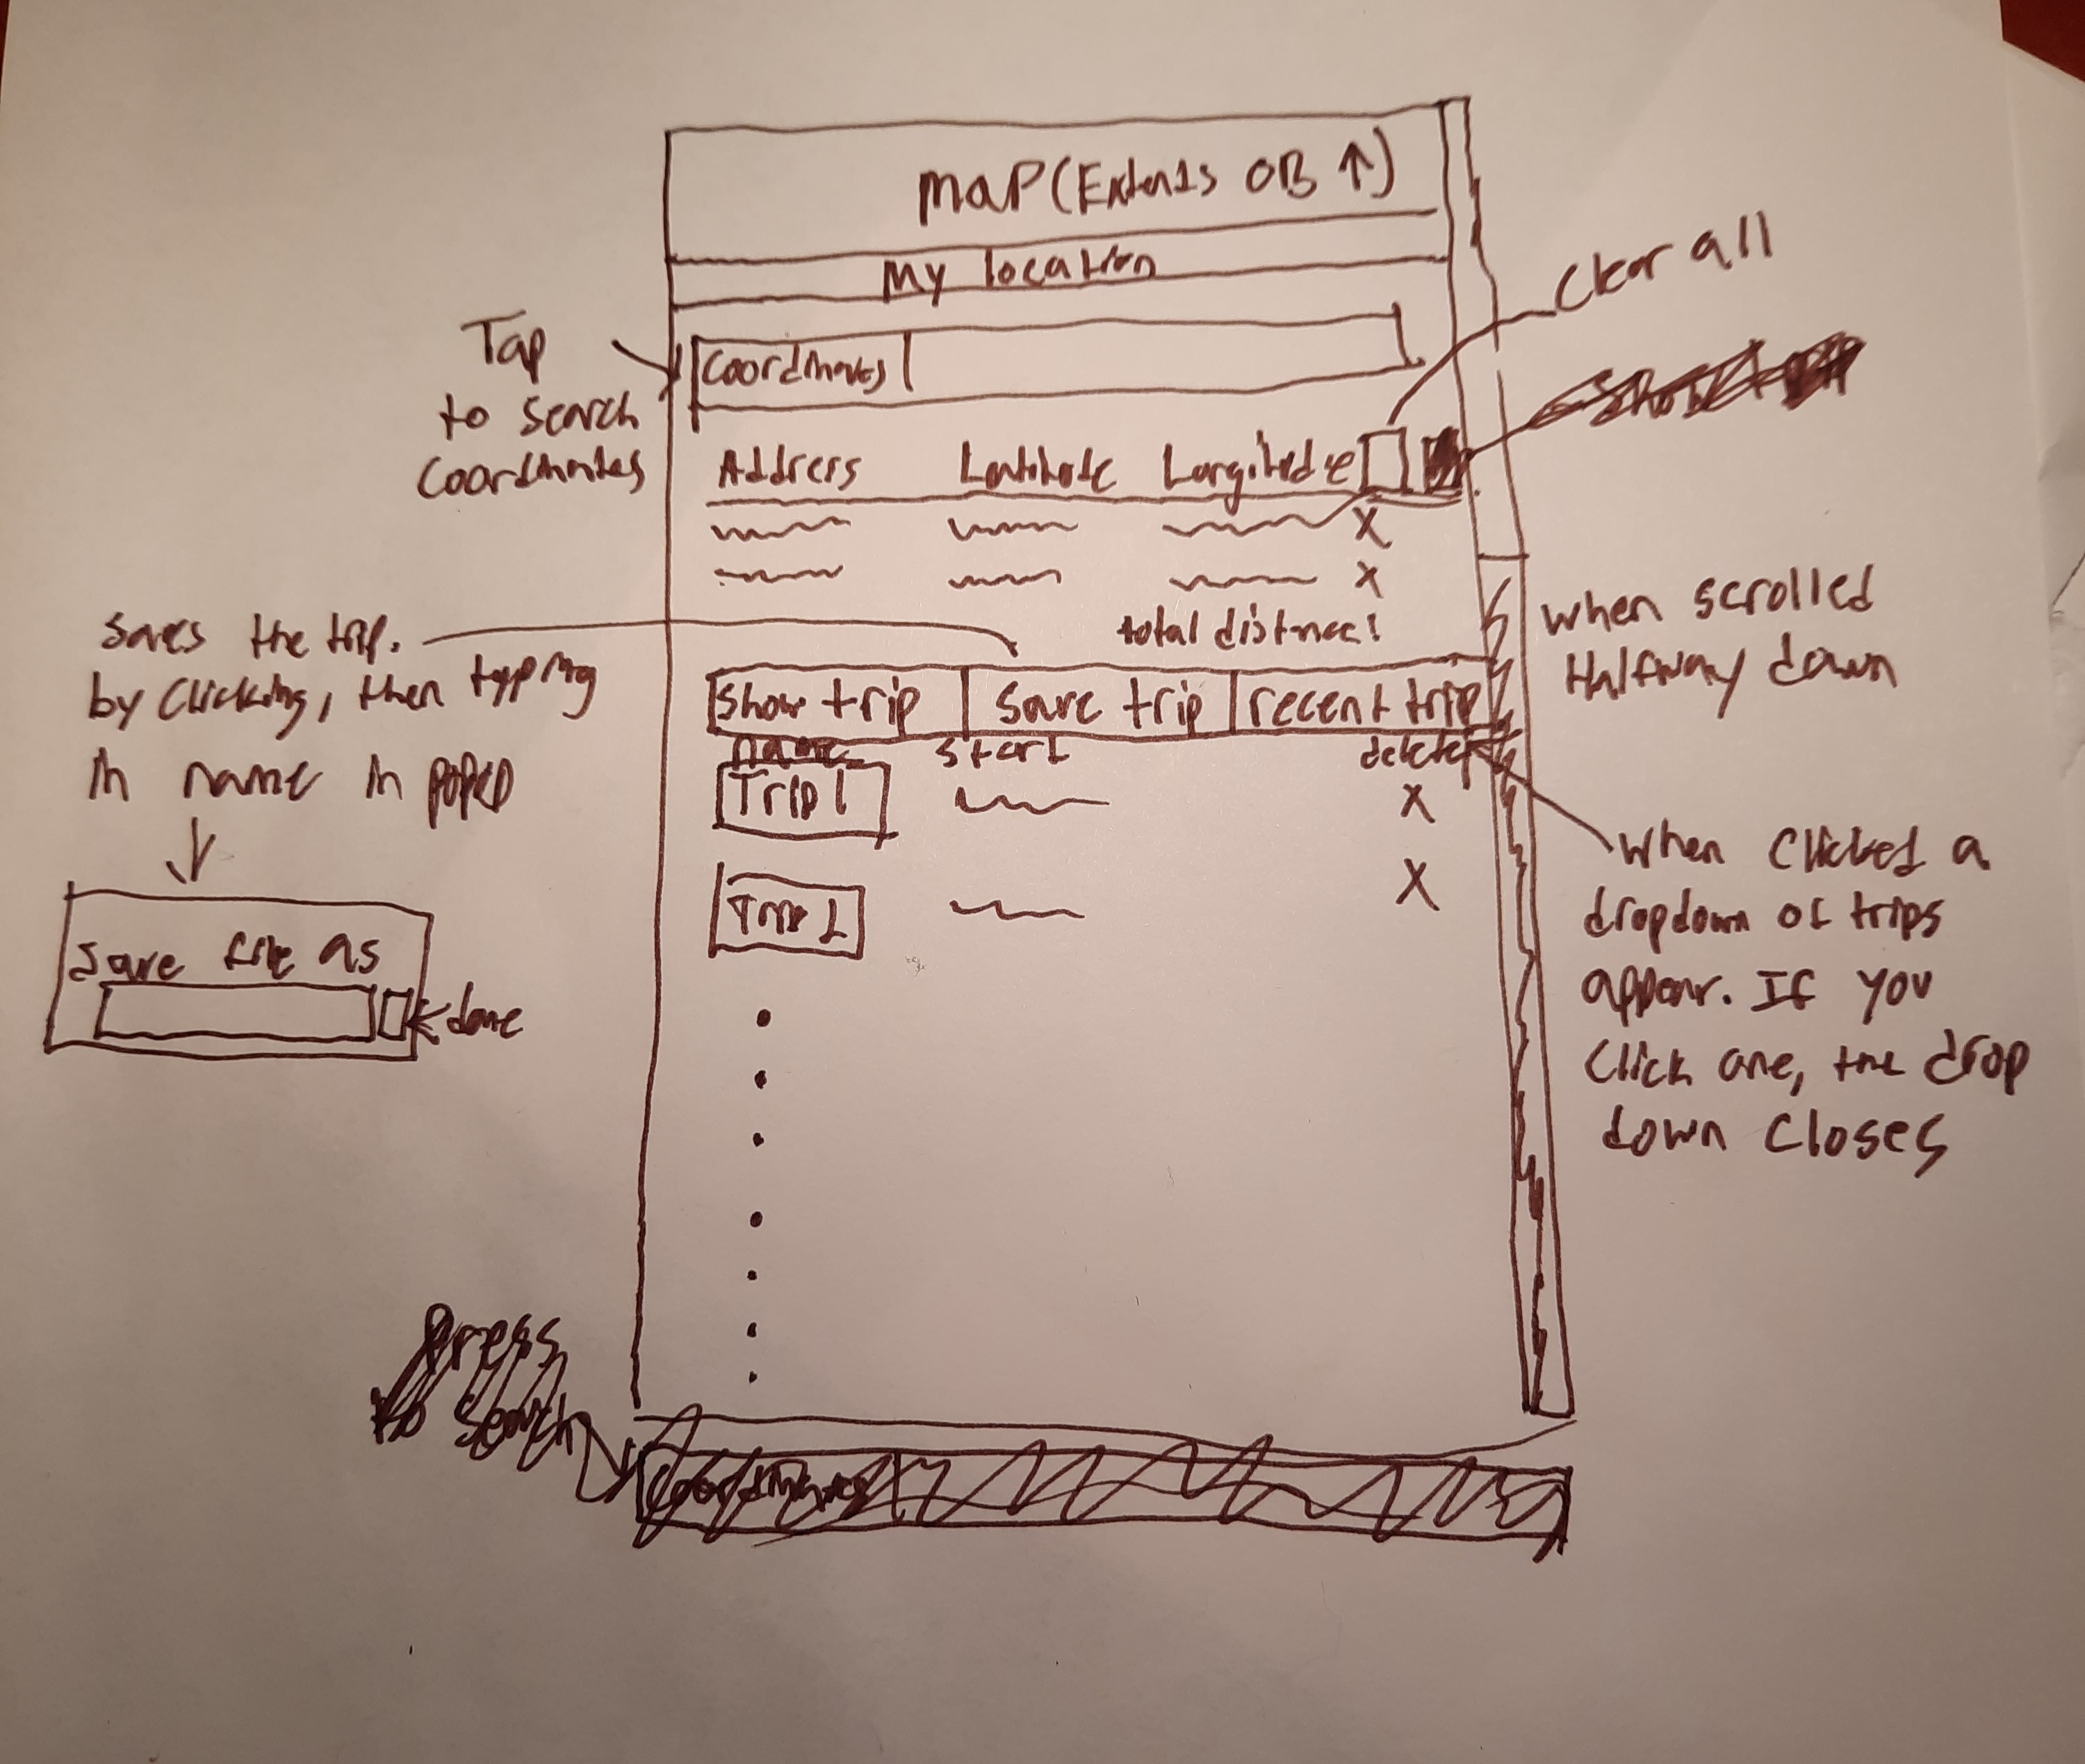 map (Extends OB ↑)
My location
Clear all
Tap
to search
Coordinates
Coordinates
Address Latitude Longitude
X
X
total distance!
when scrolled
Halfway down
saves the trip.
by clicking, then typing
in name in popup
show trip save trip recent trip
name start delete
Trip 1 X
Trip 2 X
When clicked a
dropdown of trips
appear. If you
click one, the drop
down closes
Save file as
done
Press
to search
Coordinates